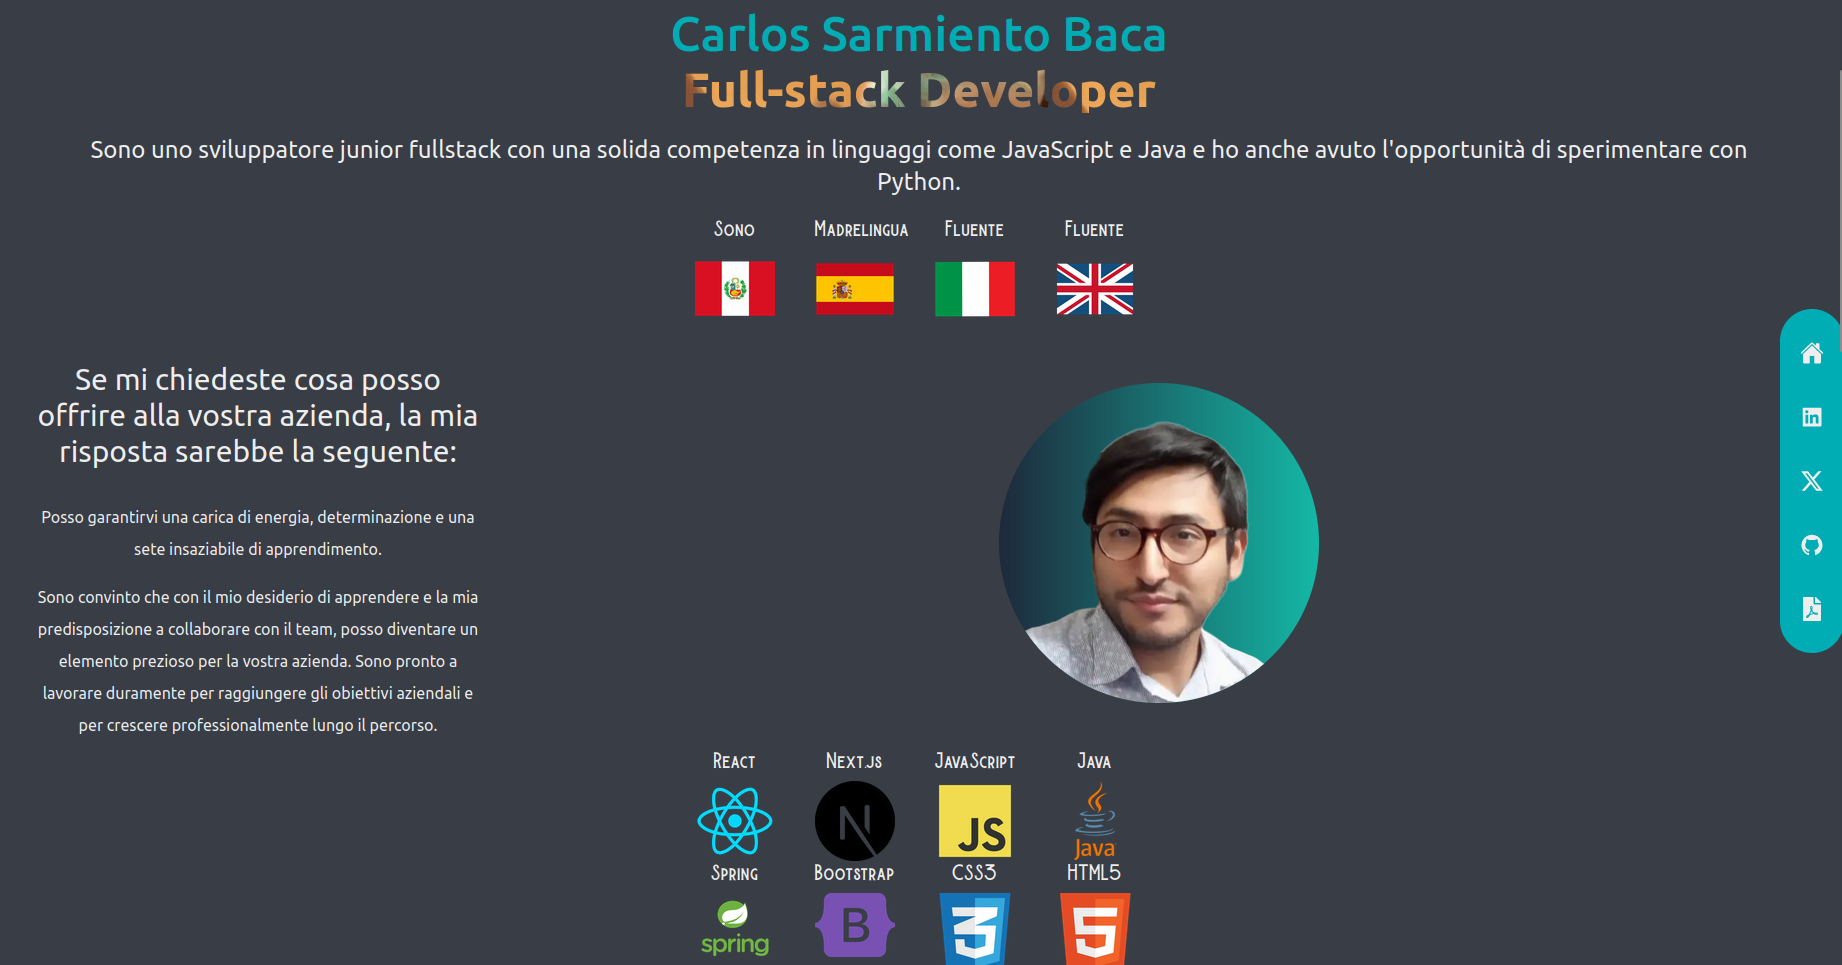 Carlos Sarmiento Baca
Full-stack Developer
Sono uno sviluppatore junior fullstack con una solida competenza in linguaggi come JavaScript e Java e ho anche avuto l'opportunità di sperimentare con
Python.
Sono Madrelingua Fluente Fluente
Se mi chiedeste cosa posso
offrire alla vostra azienda, la mia
risposta sarebbe la seguente:
Posso garantirvi una carica di energia, determinazione e una
sete insaziabile di apprendimento.
Sono convinto che con il mio desiderio di apprendere e la mia
predisposizione a collaborare con il team, posso diventare un
elemento prezioso per la vostra azienda. Sono pronto a
lavorare duramente per raggiungere gli obiettivi aziendali e
per crescere professionalmente lungo il percorso.
React Next.js JavaScript Java
N JS Java
Spring Bootstrap CSS3 HTML5
spring B 3 5